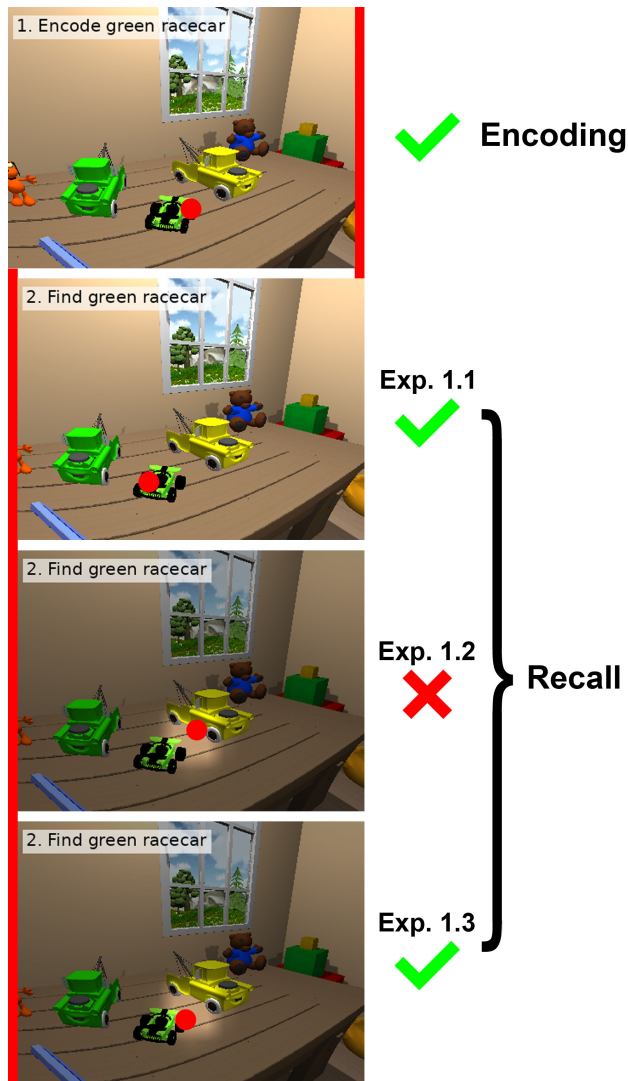 1. Encode green racecar
Encoding
2. Find green racecar
Exp. 1.1
2. Find green racecar
Exp. 1.2
Recall
2. Find green racecar
Exp. 1.3